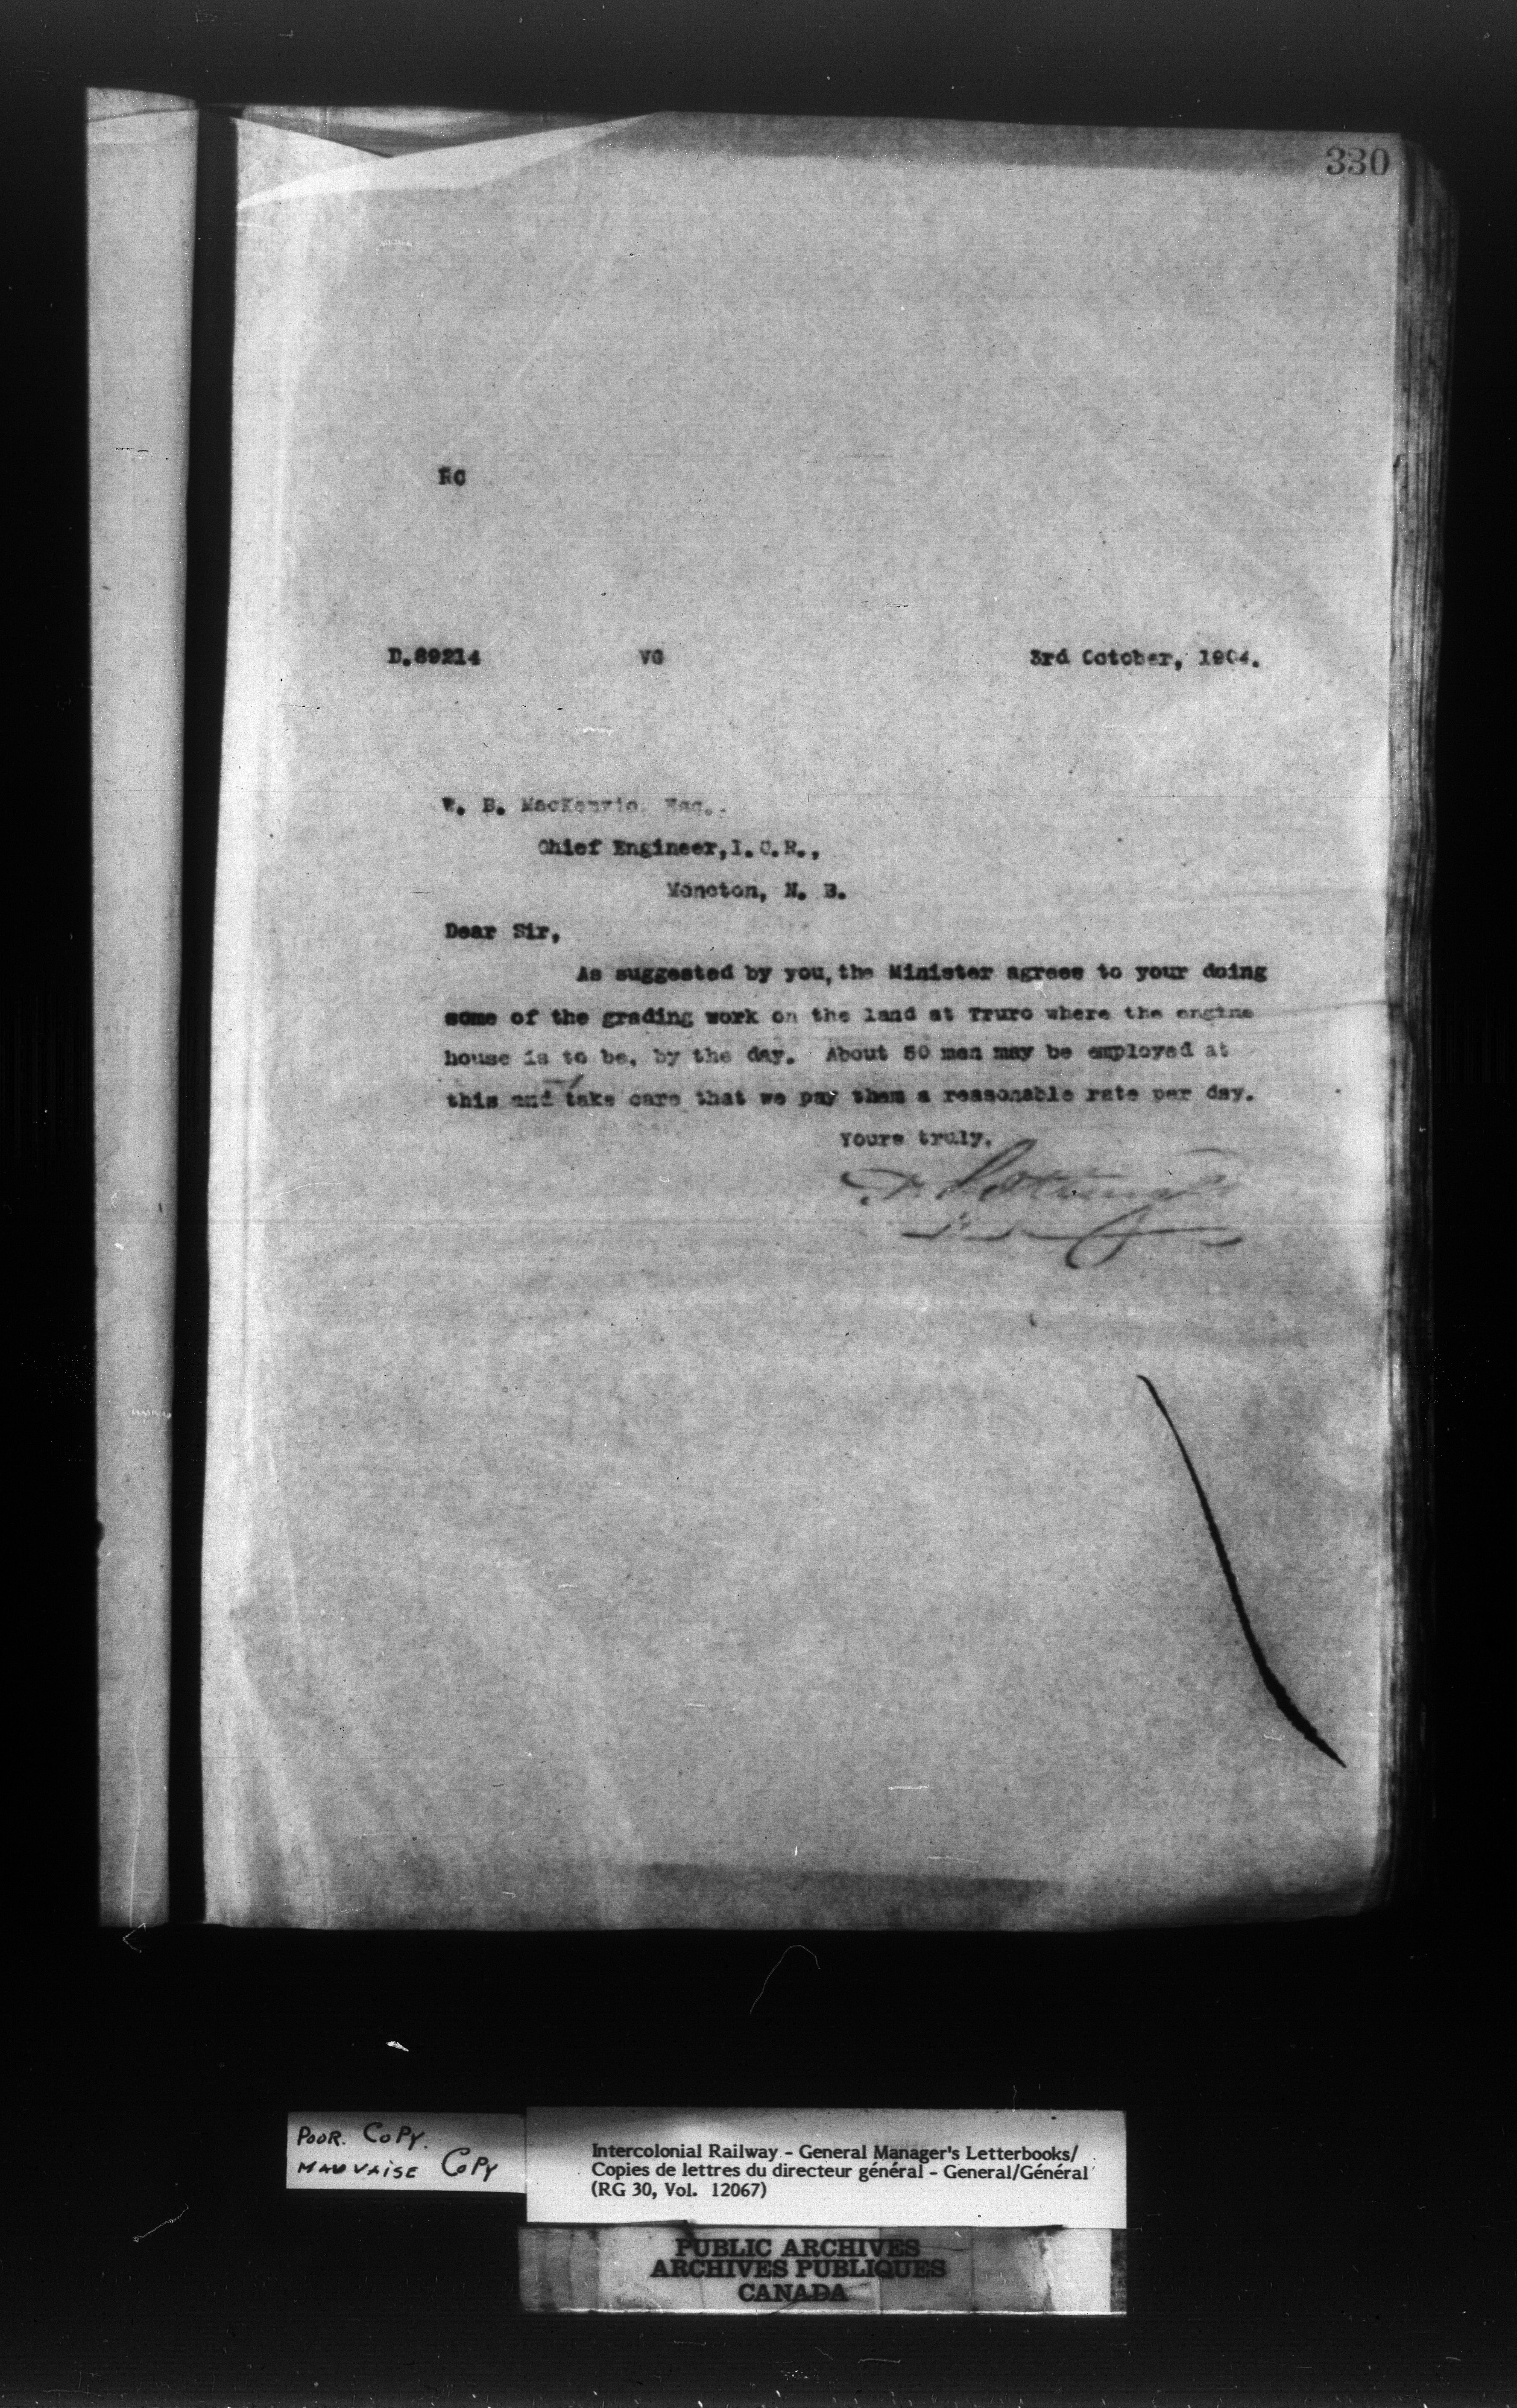 330
RC
D.89214 VG 3rd October, 1904.
W. B. MacKenzie, Esq.,
Chief Engineer, I.C.R.,
Moncton, N. B.
Dear Sir,
As suggested by you, the Minister agrees to your doing
some of the grading work on the land at Truro where the engine
house is to be, by the day. About 50 men may be employed at
this and take care that we pay them a reasonable rate per day.
Yours truly,
D. Pottinger
POOR. COPY.
MAUVAISE COPY
Intercolonial Railway - General Manager's Letterbooks/
Copies de lettres du directeur général - General/Général
(RG 30, Vol. 12067)
PUBLIC ARCHIVES
ARCHIVES PUBLIQUES
CANADA